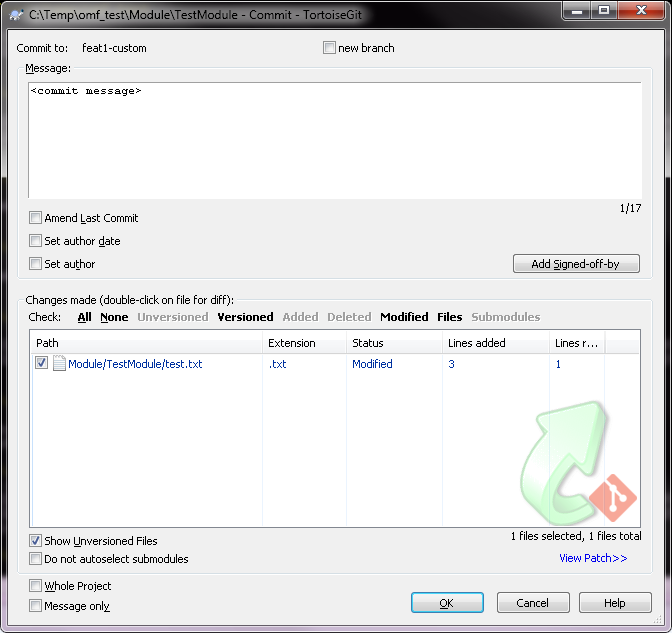 C:\Temp\omf_test\Module\TestModule - Commit - TortoiseGit
Commit to: feat1-custom new branch
Message:
<commit message>
1/17
Amend Last Commit
Set author date
Set author Add Signed-off-by
Changes made (double-click on file for diff):
Check: All None Unversioned Versioned Added Deleted Modified Files Submodules
Path Extension Status Lines added Lines r...
Module/TestModule/test.txt .txt Modified 3 1
Show Unversioned Files 1 files selected, 1 files total
Do not autoselect submodules View Patch>>
Whole Project
Message only OK Cancel Help